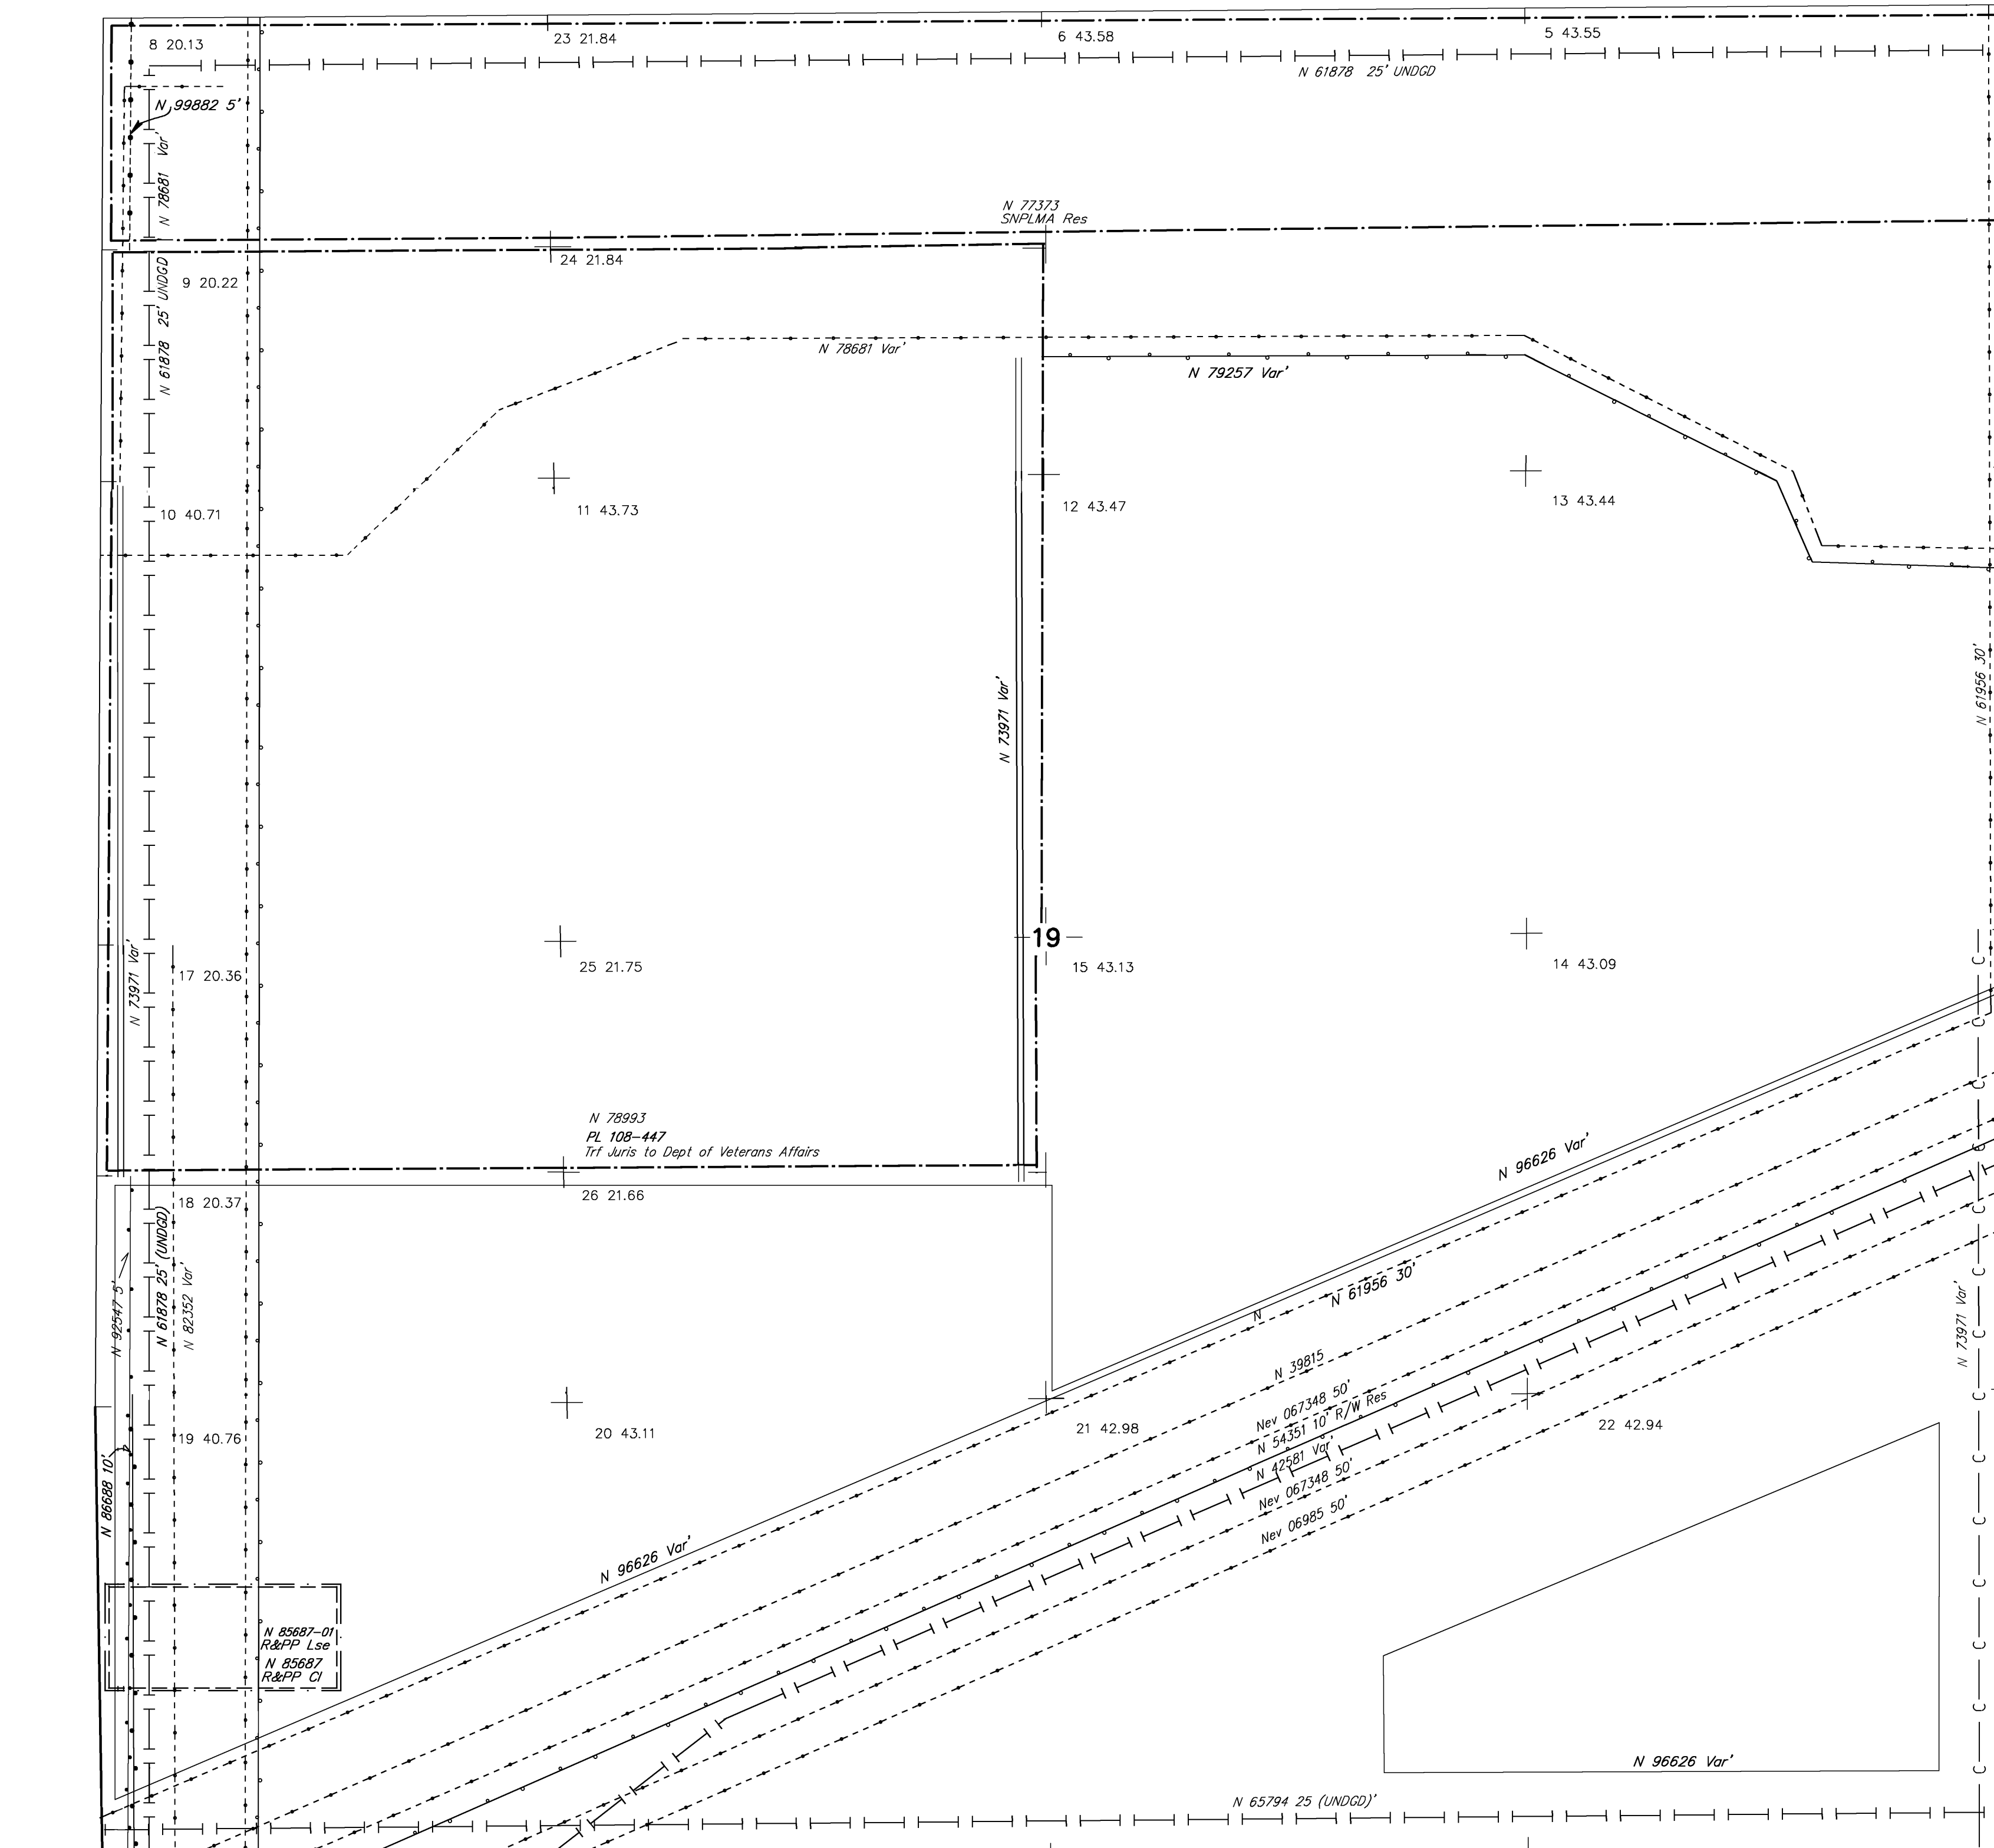 8 20.13
23 21.84
6 43.58
5 43.55
N 61878 25' UNDGD
N 99882 5'
N 78681 Var'
N 77373
SNPLMA Res
24 21.84
9 20.22
N 61878 25' UNDGD
N 78681 Var'
N 79257 Var'
10 40.71
11 43.73
12 43.47
13 43.44
N 73971 Var'
N 61956 30'
19
17 20.36
25 21.75
15 43.13
14 43.09
N 73971 Var'
N 78993
PL 108-447
Trf Juris to Dept of Veterans Affairs
N 96626 Var'
18 20.37
26 21.66
N 92547 5'
N 61878 25' (UNDGD)
N 82352 Var'
N 61956 30'
N
N 39815
N 73971 Var'
Nev 067348 50'
N 54351 10' R/W Res
N 42581 Var'
Nev 067348 50'
Nev 06985 50'
19 40.76
20 43.11
21 42.98
22 42.94
N 86688 10'
N 96626 Var'
N 85687-01
R&PP Lse
N 85687
R&PP Cl
N 96626 Var'
N 65794 25 (UNDGD)'
C
C
C
C
C
C
C
C
C
C
C
C
C
C